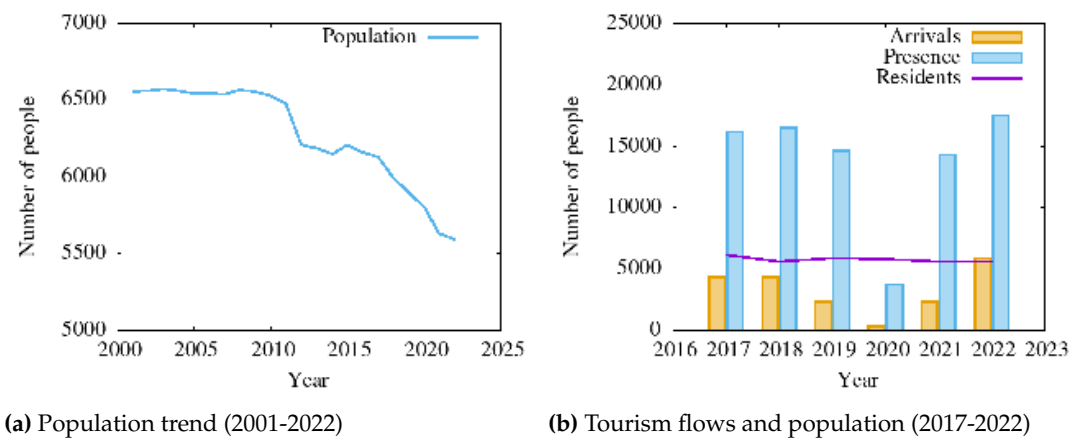 7000
6500
6000
5500
5000
2000 2005 2010 2015 2020 2025
Number of people
Year
Population
(a) Population trend (2001-2022)
25000
20000
15000
10000
5000
0
2016 2017 2018 2019 2020 2021 2022 2023
Number of people
Year
Arrivals
Presence
Residents
(b) Tourism flows and population (2017-2022)